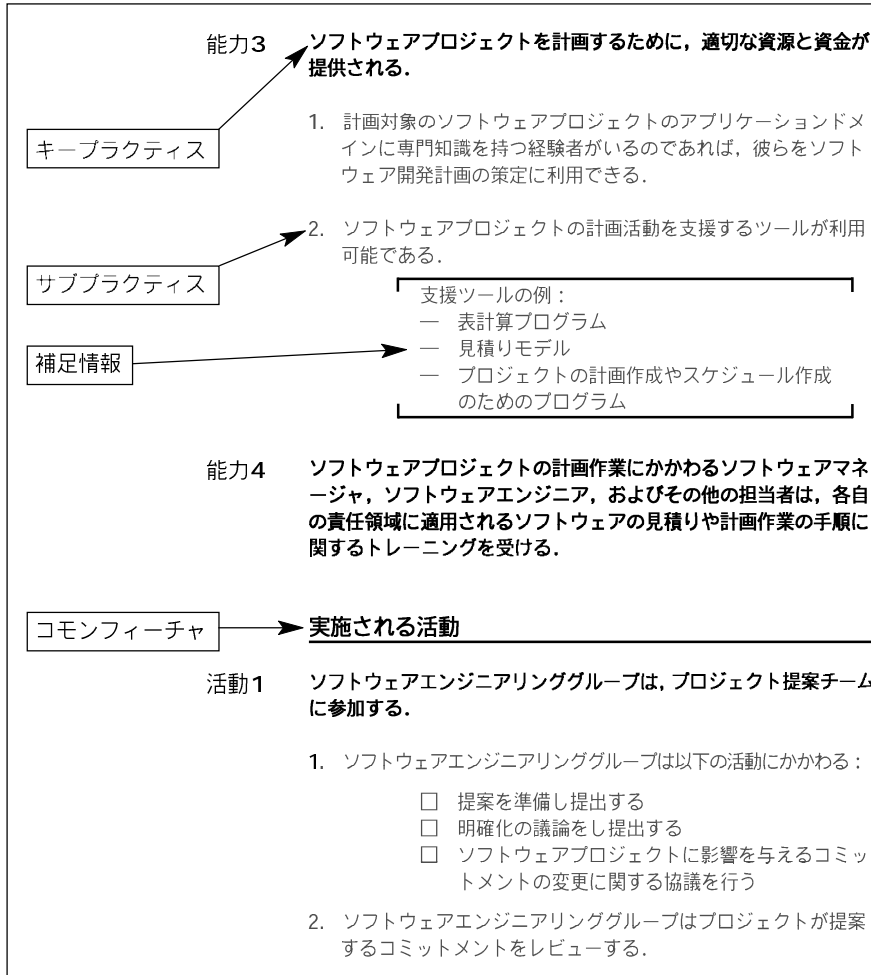 能力3 ソフトウェアプロジェクトを計画するために，適切な資源と資金が
提供される．
キープラクティス
1. 計画対象のソフトウェアプロジェクトのアプリケーションドメ
インに専門知識を持つ経験者がいるのであれば，彼らをソフト
ウェア開発計画の策定に利用できる．
2. ソフトウェアプロジェクトの計画活動を支援するツールが利用
可能である．
サブプラクティス
支援ツールの例：
— 表計算プログラム
補足情報
— 見積りモデル
— プロジェクトの計画作成やスケジュール作成
のためのプログラム
能力4 ソフトウェアプロジェクトの計画作業にかかわるソフトウェアマネ
ージャ，ソフトウェアエンジニア，およびその他の担当者は，各自
の責任領域に適用されるソフトウェアの見積りや計画作業の手順に
関するトレーニングを受ける．
コモンフィーチャ
実施される活動
活動1 ソフトウェアエンジニアリンググループは，プロジェクト提案チーム
に参加する．
1. ソフトウェアエンジニアリンググループは以下の活動にかかわる：
□ 提案を準備し提出する
□ 明確化の議論をし提出する
□ ソフトウェアプロジェクトに影響を与えるコミッ
トメントの変更に関する協議を行う
2. ソフトウェアエンジニアリンググループはプロジェクトが提案
するコミットメントをレビューする．